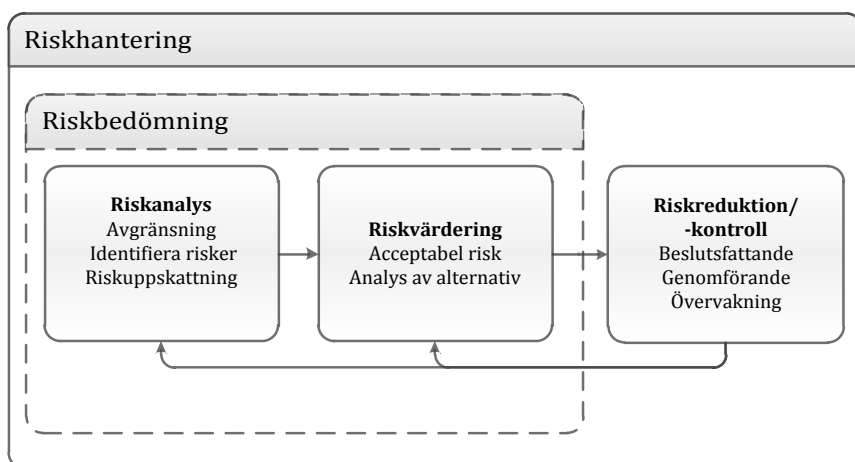 Riskhantering
Riskbedömning
Riskanalys
Avgränsning
Identifiera risker
Riskuppskattning
Riskvärdering
Acceptabel risk
Analys av alternativ
Riskreduktion/
-kontroll
Beslutsfattande
Genomförande
Övervakning